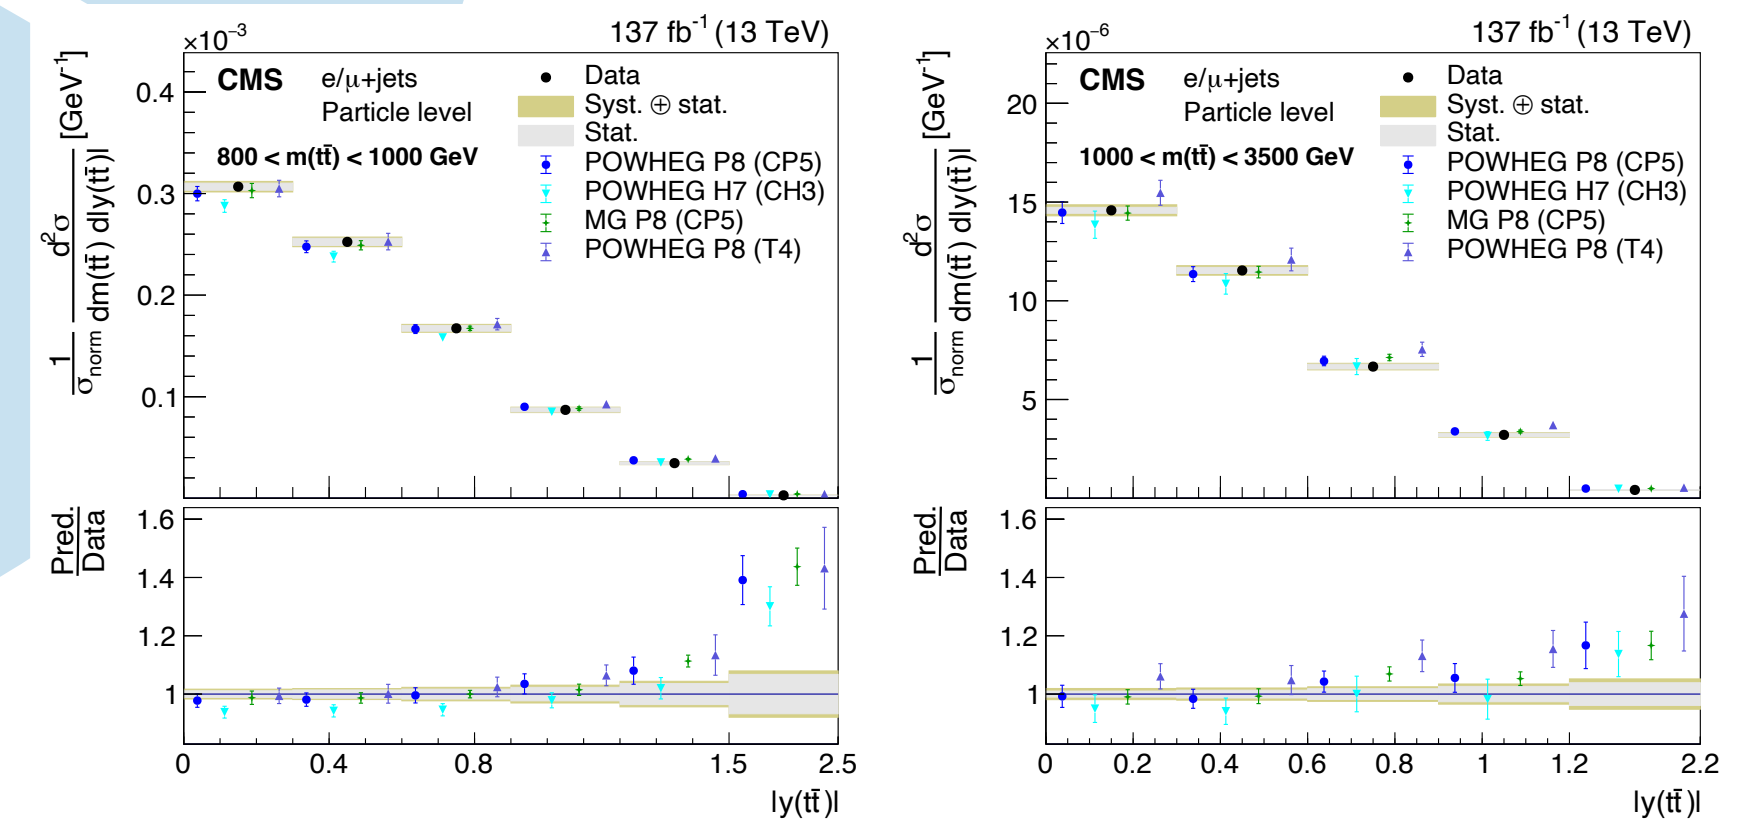 ×10⁻³
137 fb⁻¹ (13 TeV)
CMS
e/μ+jets
Particle level
800 < m(tt̄) < 1000 GeV
Data
Syst. ⊕ stat.
Stat.
POWHEG P8 (CP5)
POWHEG H7 (CH3)
MG P8 (CP5)
POWHEG P8 (T4)
1/σ_norm d²σ/dm(tt̄) d|y(tt̄)| [GeV⁻¹]
0.4
0.3
0.2
0.1
Pred.
Data
1.6
1.4
1.2
1
0 0.4 0.8 1.5 2.5
|y(tt̄)|
×10⁻⁶
137 fb⁻¹ (13 TeV)
CMS
e/μ+jets
Particle level
1000 < m(tt̄) < 3500 GeV
Data
Syst. ⊕ stat.
Stat.
POWHEG P8 (CP5)
POWHEG H7 (CH3)
MG P8 (CP5)
POWHEG P8 (T4)
1/σ_norm d²σ/dm(tt̄) d|y(tt̄)| [GeV⁻¹]
20
15
10
5
Pred.
Data
1.6
1.4
1.2
1
0 0.2 0.4 0.6 0.8 1 1.2 2.2
|y(tt̄)|